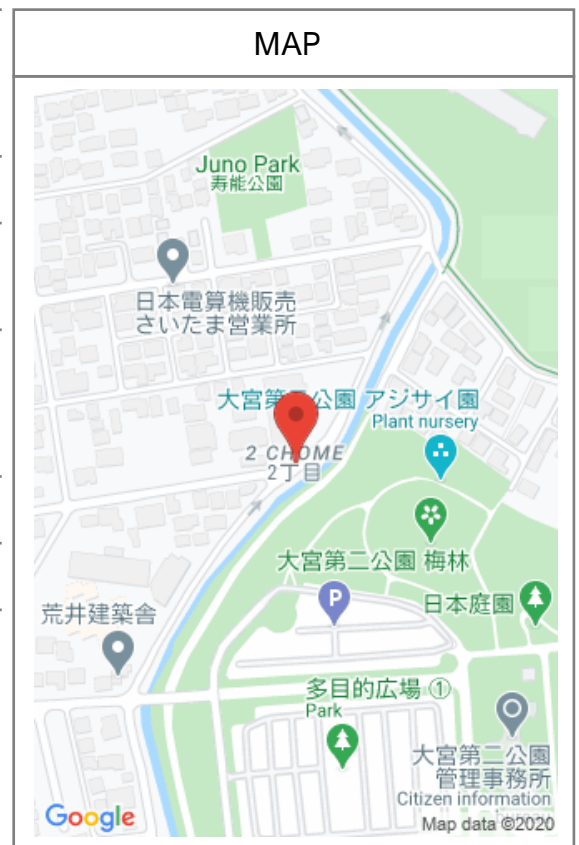 MAP
Juno Park
寿能公園
日本電算機販売
さいたま営業所
大宮第二公園 アジサイ園
Plant nursery
2 CHOME
2丁目
大宮第二公園 梅林
P
日本庭園
荒井建築舎
多目的広場 ①
Park
大宮第二公園
管理事務所
Citizen information
bureau
Google
Map data ©2020